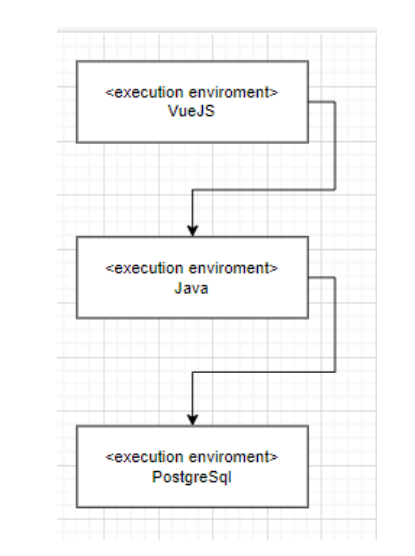 <execution enviroment>
VueJS
<execution enviroment>
Java
<execution enviroment>
PostgreSql